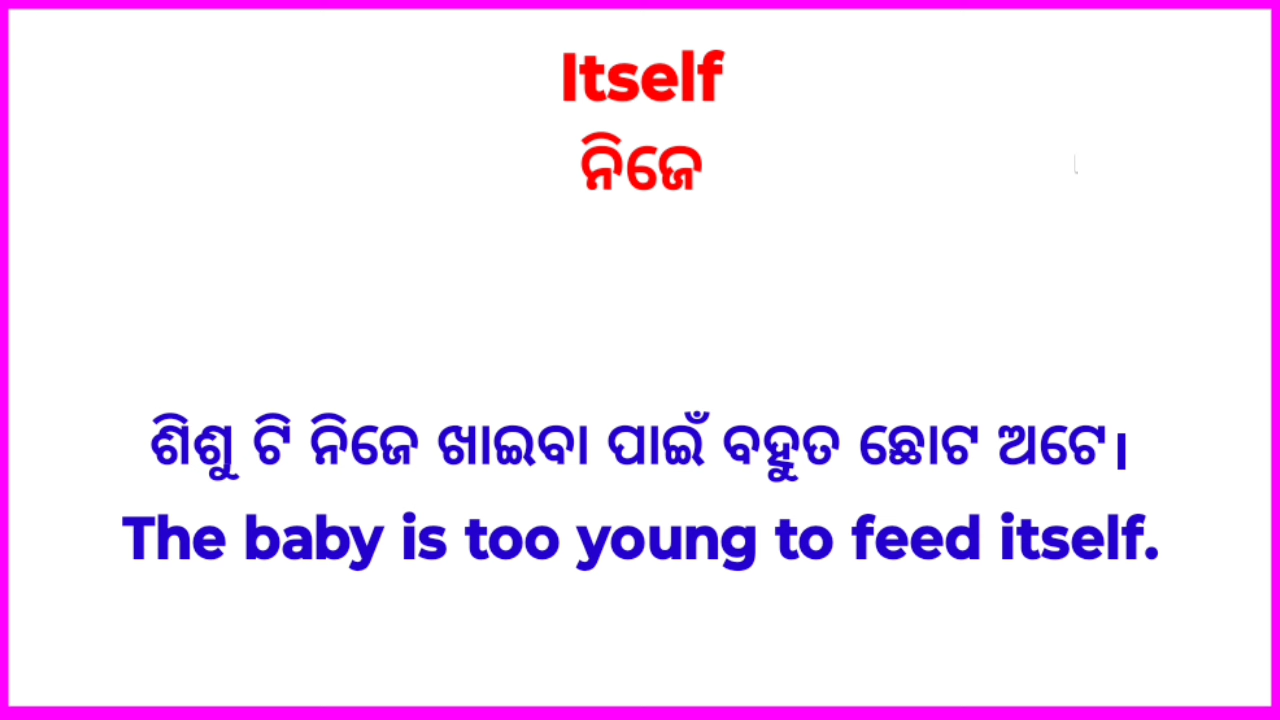 Itself
ନିଜେ
ଶିଶୁ ଟି ନିଜେ ଖାଇବା ପାଇଁ ବହୁତ ଛୋଟ ଅଟେ।
The baby is too young to feed itself.